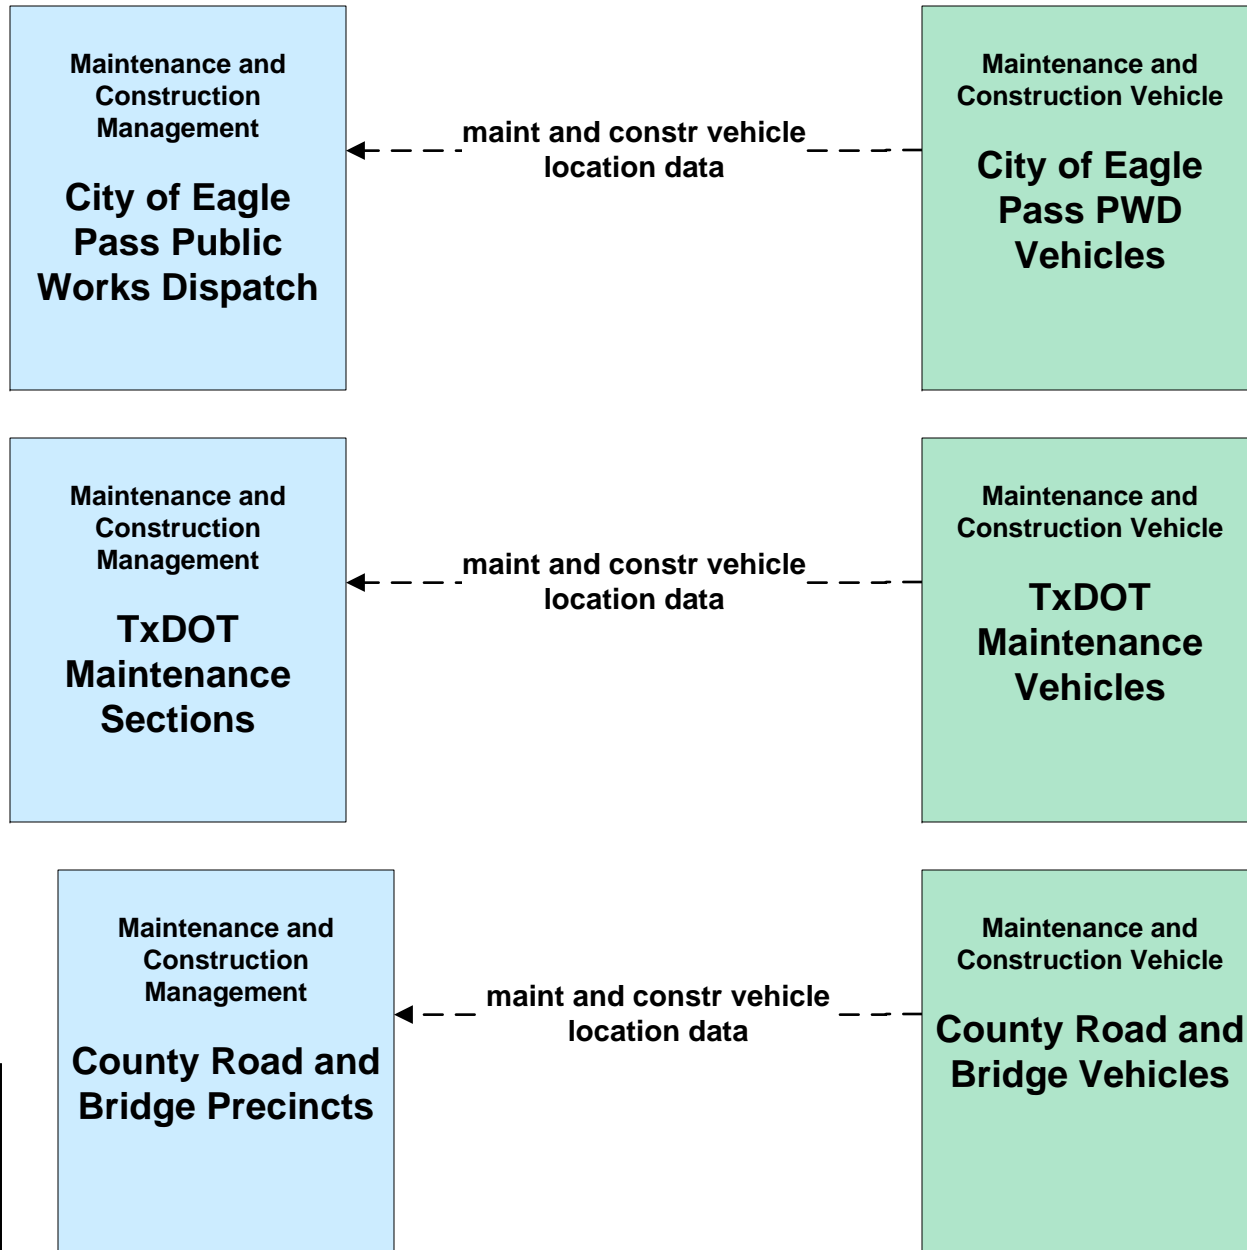 Maintenance and
Construction
Management
City of Eagle
Pass Public
Works Dispatch
maint and constr vehicle
location data
Maintenance and
Construction Vehicle
City of Eagle
Pass PWD
Vehicles
Maintenance and
Construction
Management
TxDOT
Maintenance
Sections
maint and constr vehicle
location data
Maintenance and
Construction Vehicle
TxDOT
Maintenance
Vehicles
Maintenance and
Construction
Management
County Road and
Bridge Precincts
maint and constr vehicle
location data
Maintenance and
Construction Vehicle
County Road and
Bridge Vehicles